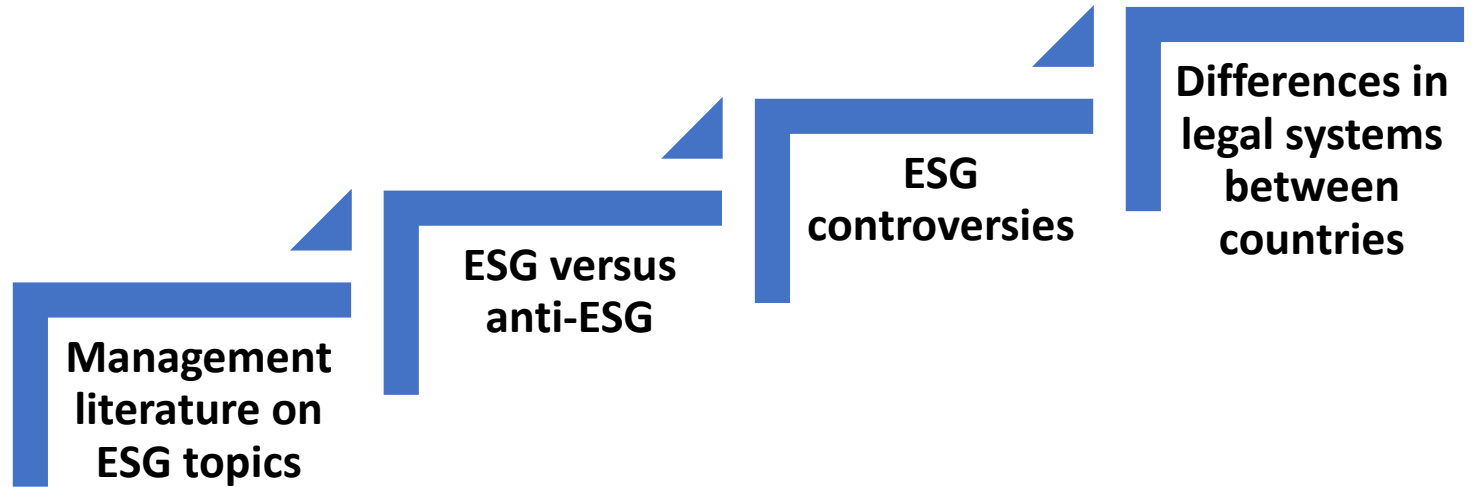 Management
literature on
ESG topics
ESG versus
anti-ESG
ESG
controversies
Differences in
legal systems
between
countries